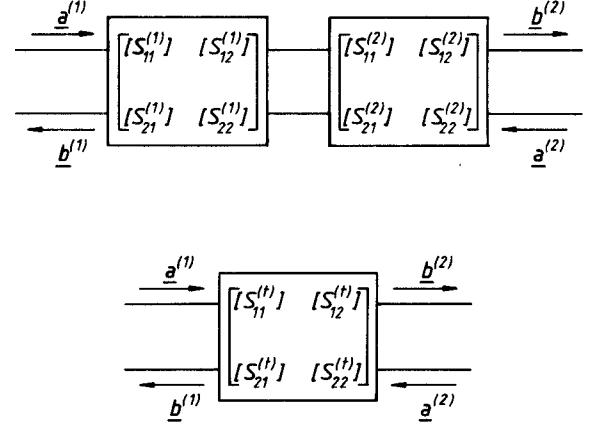 a(1) b(2)
[S11(1)] [S12(1)] [S11(2)] [S12(2)]
[S21(1)] [S22(1)] [S21(2)] [S22(2)]
b(1) a(2)
a(1) b(2)
[S11(t)] [S12(t)]
[S21(t)] [S22(t)]
b(1) a(2)